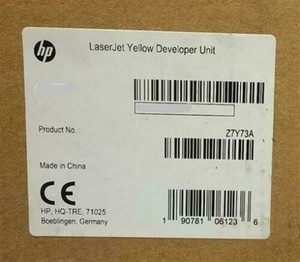 hp
LaserJet Yellow Developer Unit
Product No. :
Z7Y73A
Made in China
CE
HP, HQ-TRE, 71025
Boeblingen, Germany
1 90781 06123 6